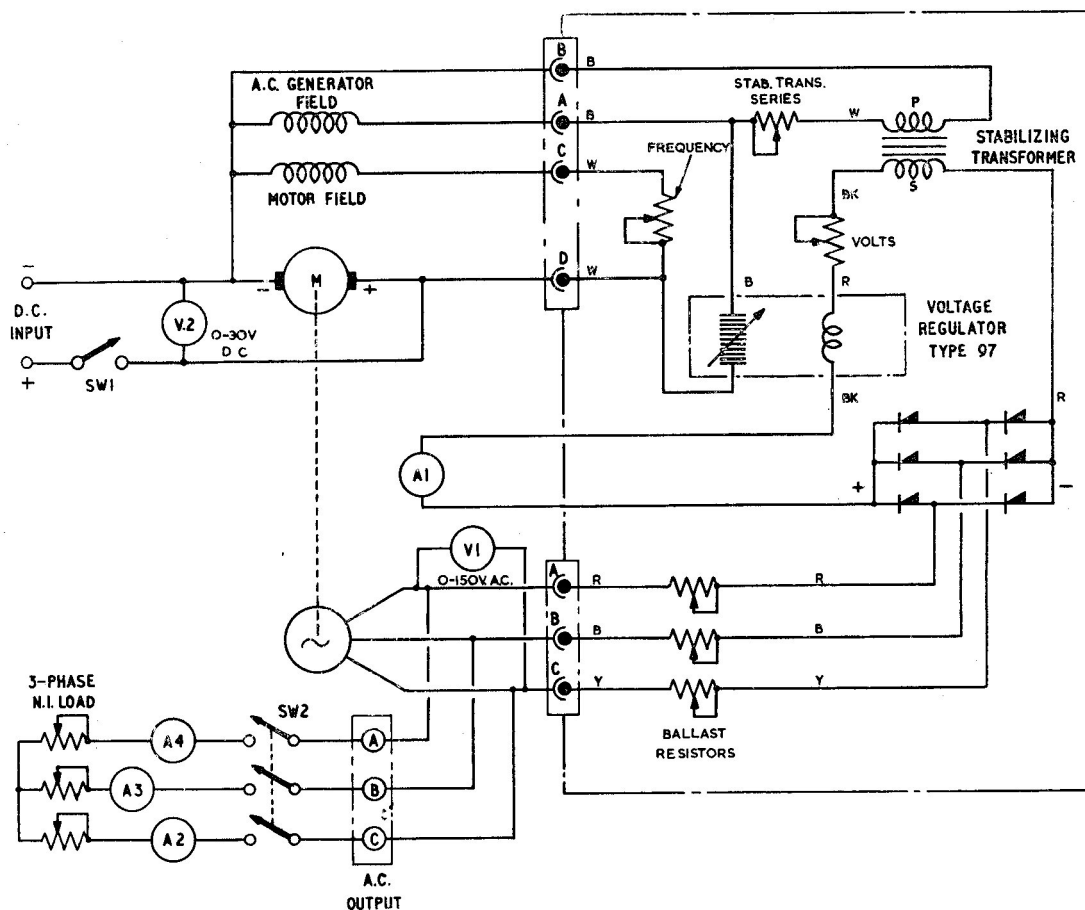 B
B
A.C. GENERATOR
FIELD
A
B
STAB. TRANS.
SERIES
W
P
STABILIZING
TRANSFORMER
S
C
W
FREQUENCY
MOTOR FIELD
BK
VOLTS
D
W
R
B
VOLTAGE
REGULATOR
TYPE 97
-
D.C.
INPUT
+
SW1
V.2
0-30V
D C
-
M
+
BK
R
A1
+
-
V1
0-150V. A.C.
A
R
R
B
B
B
C
Y
Y
BALLAST
RESISTORS
~
3-PHASE
N.I. LOAD
SW2
A4
A
A3
B
A2
C
A.C.
OUTPUT